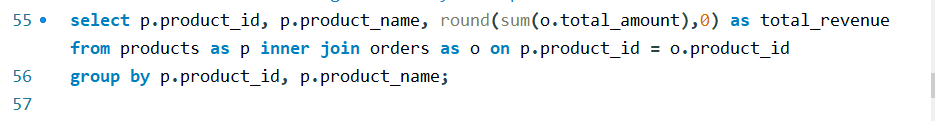 55 select p.product_id, p.product_name, round(sum(o.total_amount),0) as total_revenue
from products as p inner join orders as o on p.product_id = o.product_id
56 group by p.product_id, p.product_name;
57